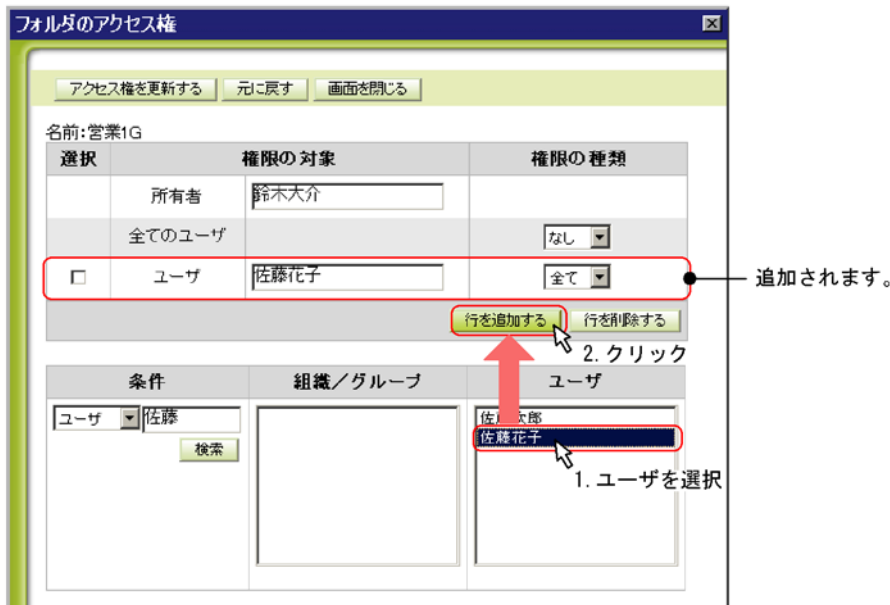 フォルダのアクセス権
アクセス権を更新する 元に戻す 画面を閉じる
名前:営業1G
選択 権限の対象 権限の種類
所有者 鈴木大介
全てのユーザ なし
ユーザ 佐藤花子 全て
追加されます。
行を追加する 行を削除する
2.クリック
条件 組織／グループ ユーザ
ユーザ 佐藤 佐 次郎
佐藤花子
検索
1.ユーザを選択